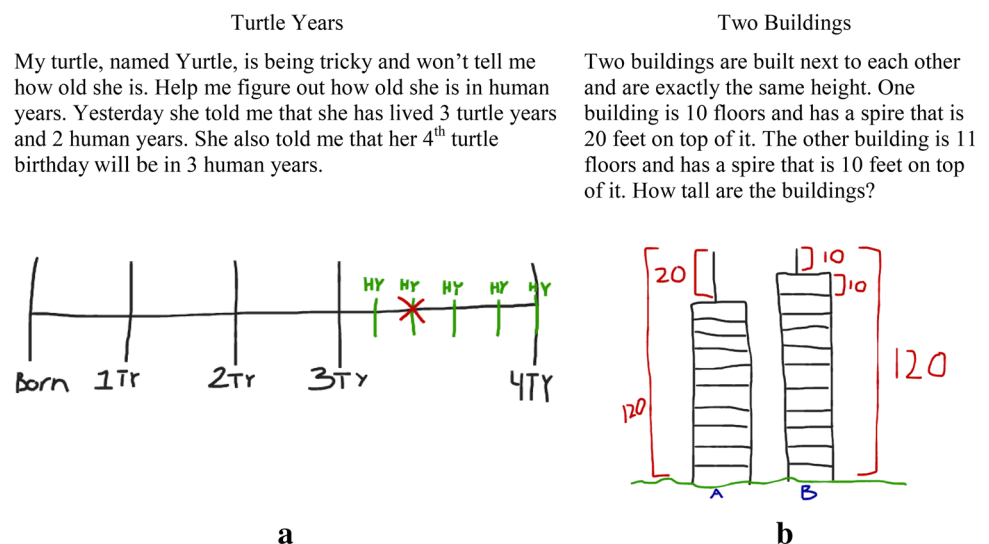 Turtle Years
My turtle, named Yurtle, is being tricky and won't tell me
how old she is. Help me figure out how old she is in human
years. Yesterday she told me that she has lived 3 turtle years
and 2 human years. She also told me that her 4th turtle
birthday will be in 3 human years.
HY HY HY HY HY
Born 1TY 2TY 3TY 4TY
a
Two Buildings
Two buildings are built next to each other
and are exactly the same height. One
building is 10 floors and has a spire that is
20 feet on top of it. The other building is 11
floors and has a spire that is 10 feet on top
of it. How tall are the buildings?
20 10
10
120
120
A B
b